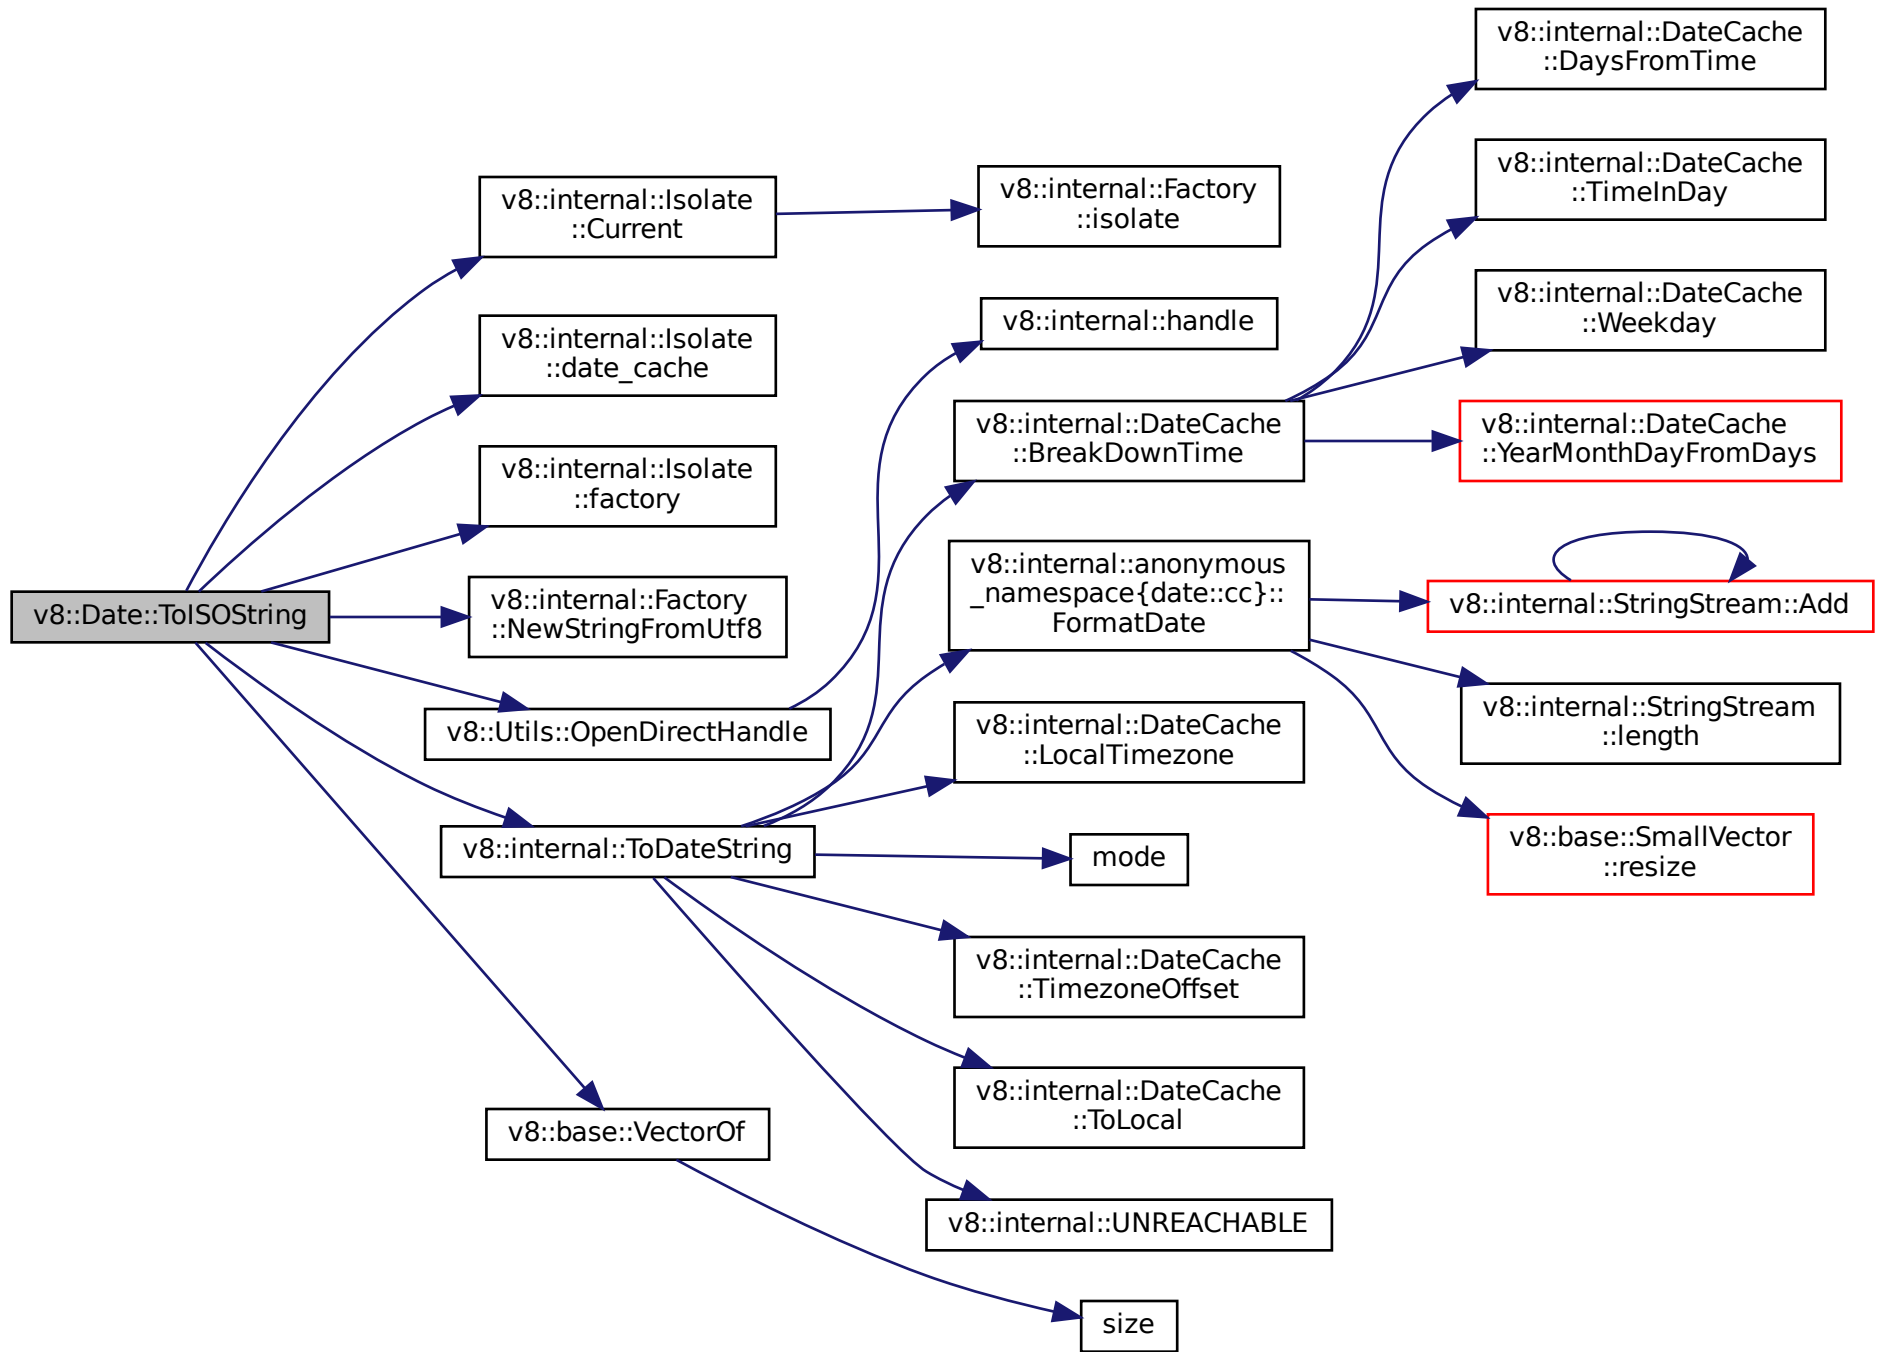 v8::Date::ToISOString
v8::internal::Isolate
::Current
v8::internal::Isolate
::date_cache
v8::internal::Isolate
::factory
v8::internal::Factory
::NewStringFromUtf8
v8::Utils::OpenDirectHandle
v8::internal::ToDateString
v8::base::VectorOf
v8::internal::Factory
::isolate
v8::internal::handle
v8::internal::DateCache
::BreakDownTime
v8::internal::anonymous
_namespace{date::cc}::
FormatDate
v8::internal::DateCache
::LocalTimezone
mode
v8::internal::DateCache
::TimezoneOffset
v8::internal::DateCache
::ToLocal
v8::internal::UNREACHABLE
size
v8::internal::DateCache
::DaysFromTime
v8::internal::DateCache
::TimeInDay
v8::internal::DateCache
::Weekday
v8::internal::DateCache
::YearMonthDayFromDays
v8::internal::StringStream::Add
v8::internal::StringStream
::length
v8::base::SmallVector
::resize